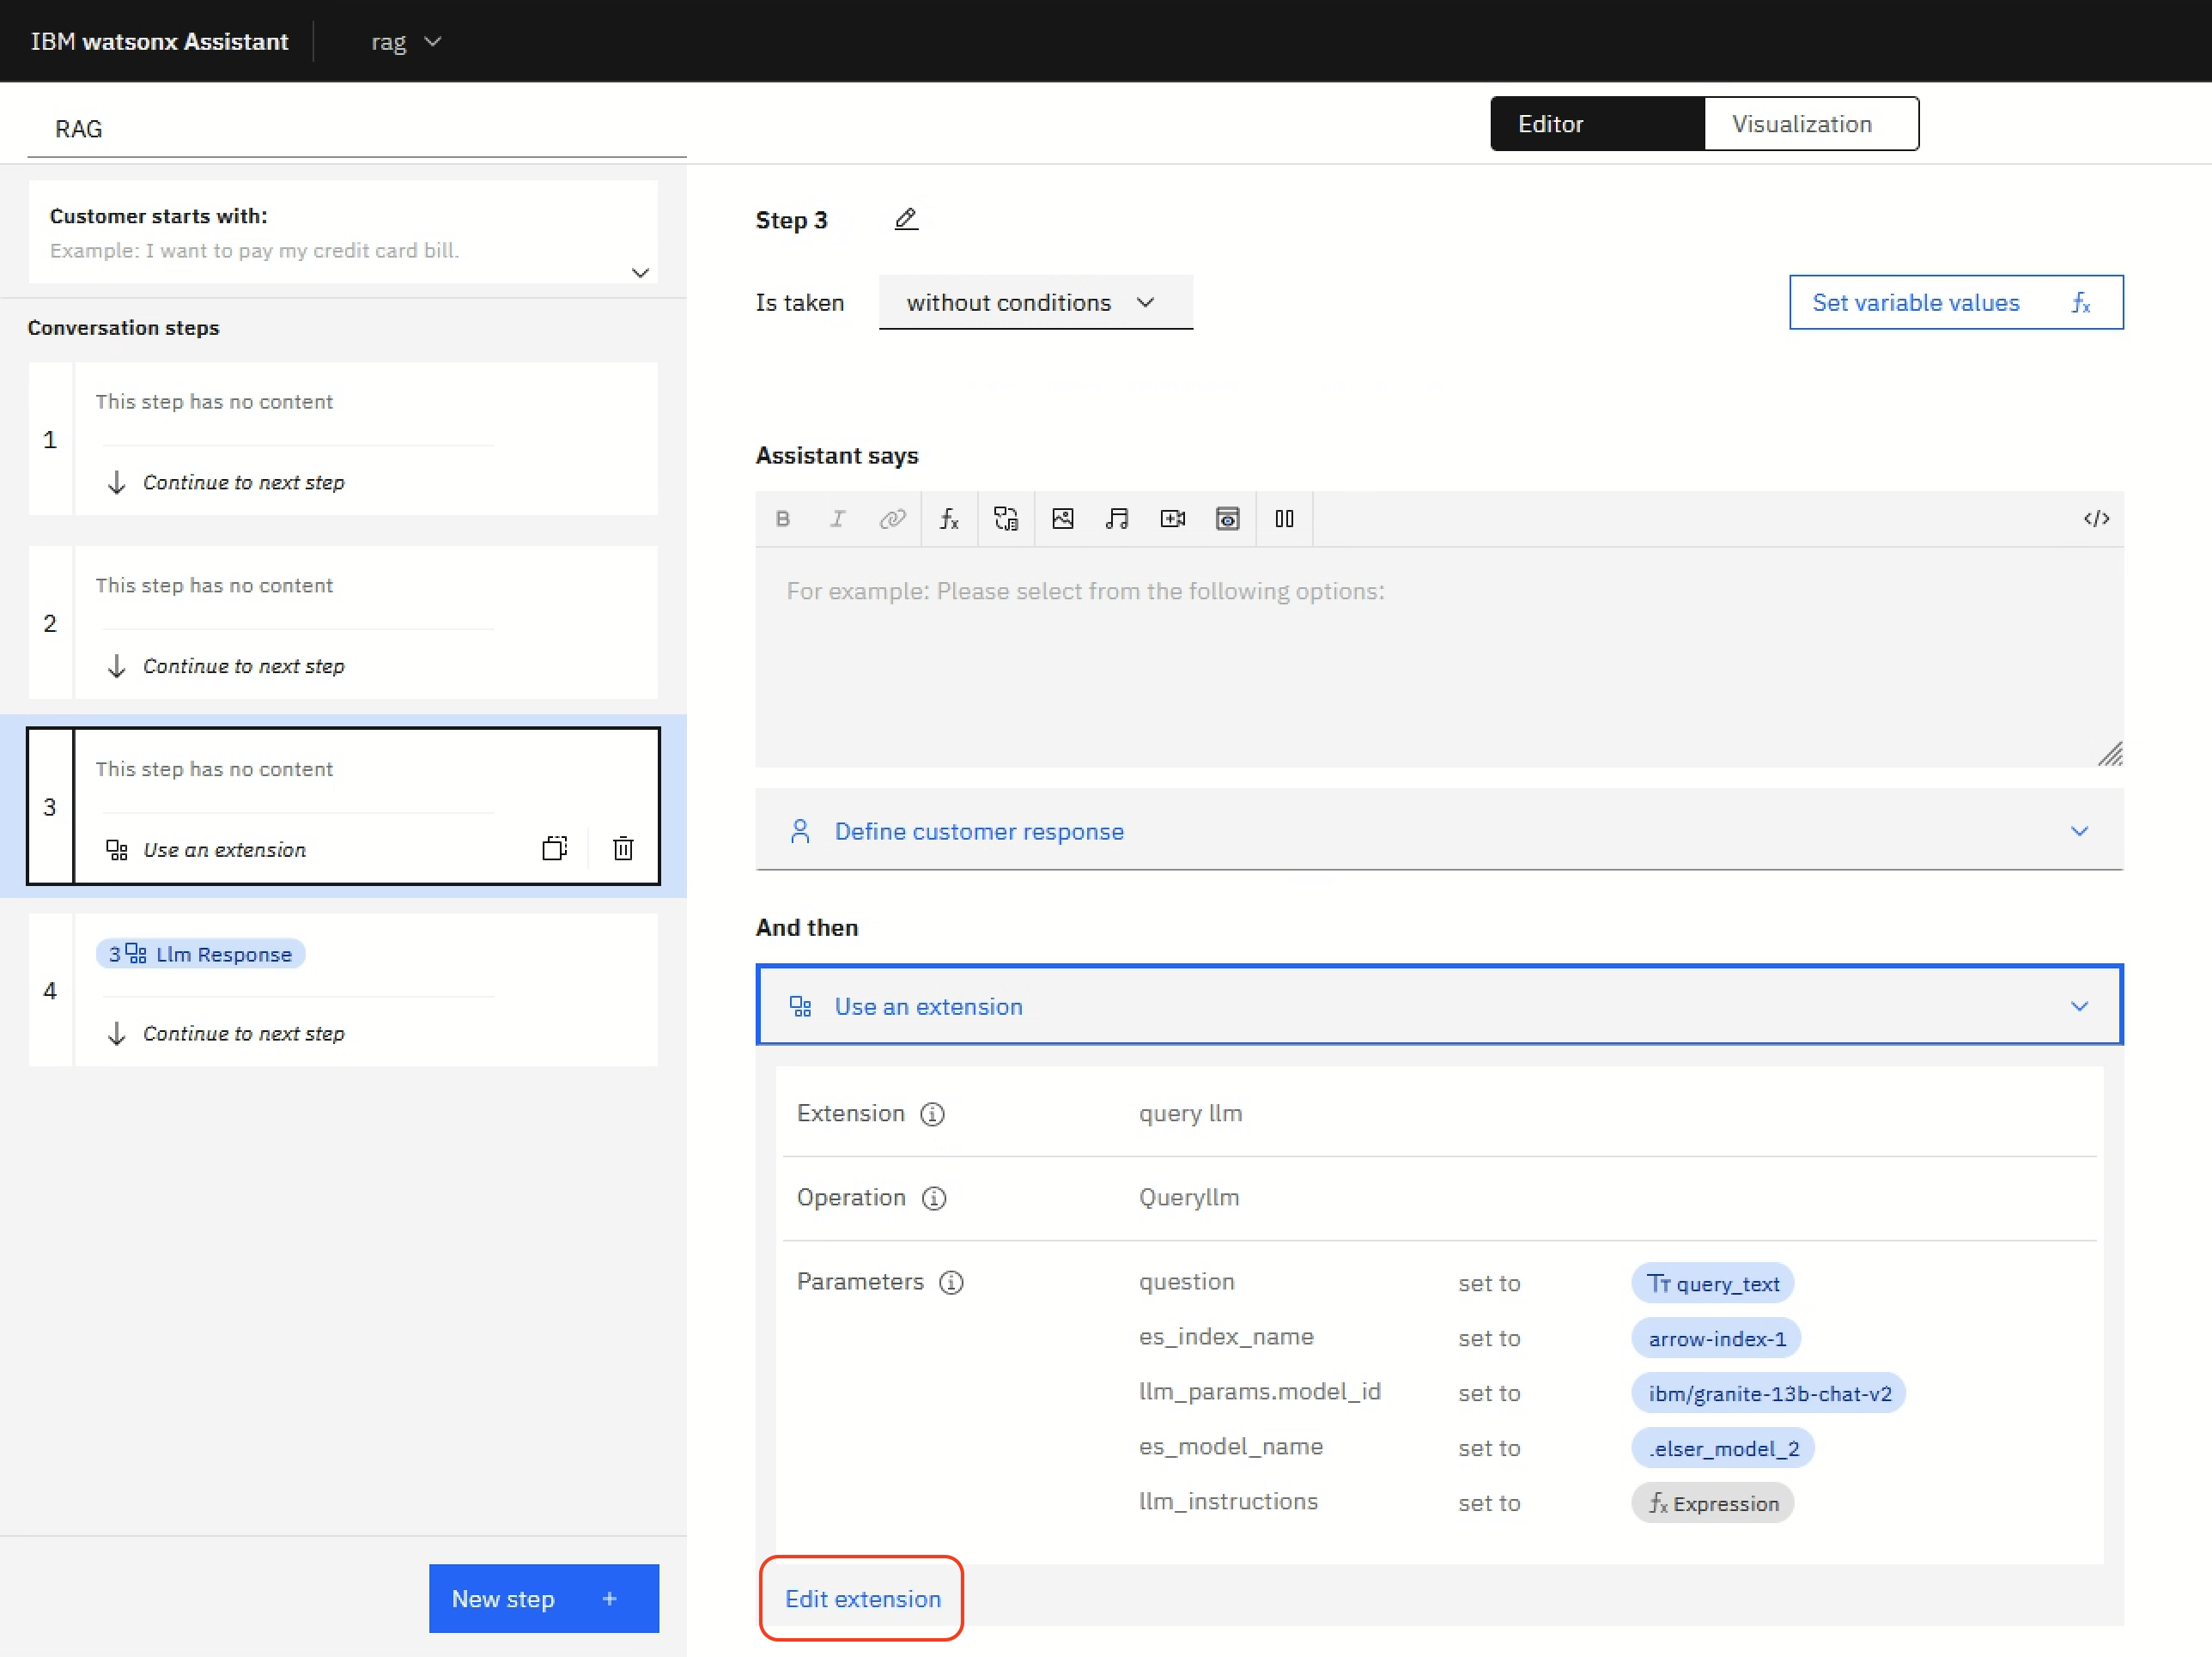 IBM watsonx Assistant
rag
RAG
Editor
Visualization
Customer starts with:
Example: I want to pay my credit card bill.
Conversation steps
1
This step has no content
Continue to next step
2
This step has no content
Continue to next step
3
This step has no content
Use an extension
4
3 Llm Response
Continue to next step
New step +
Step 3
Is taken
without conditions
Set variable values fx
Assistant says
B I fx </>
For example: Please select from the following options:
Define customer response
And then
Use an extension
Extension query llm
Operation Queryllm
Parameters question set to Tт query_text
es_index_name set to arrow-index-1
llm_params.model_id set to ibm/granite-13b-chat-v2
es_model_name set to .elser_model_2
llm_instructions set to fx Expression
Edit extension